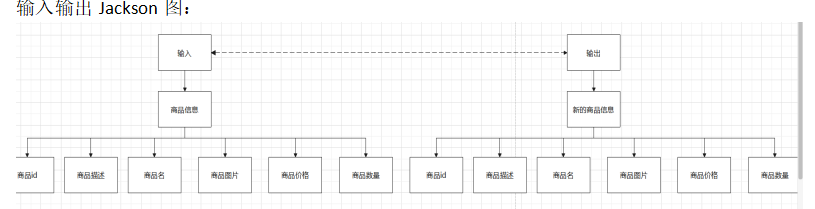 输入输出 Jackson 图：
输入 输出
商品信息 新的商品信息
商品id 商品描述 商品名 商品图片 商品价格 商品数量 商品id 商品描述 商品名 商品图片 商品价格 商品数量